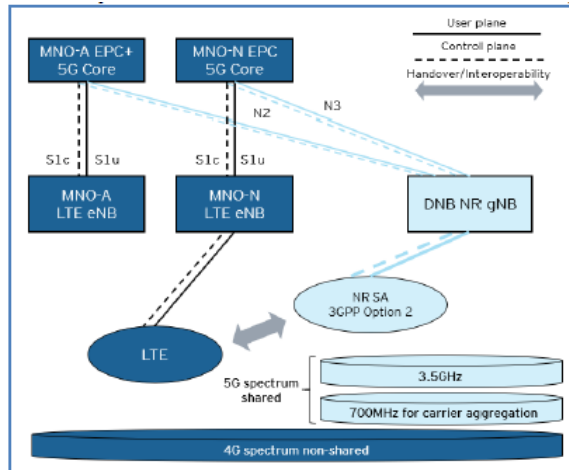 User plane
Controll plane
Handover/Interoperability
MNO-A EPC+
5G Core
MNO-N EPC
5G Core
N2
N3
S1c
S1u
S1c
S1u
MNO-A
LTE eNB
MNO-N
LTE eNB
DNB NR gNB
NR SA
3GPP Option 2
LTE
5G spectrum
shared
3.5GHz
700MHz for carrier aggregation
4G spectrum non-shared